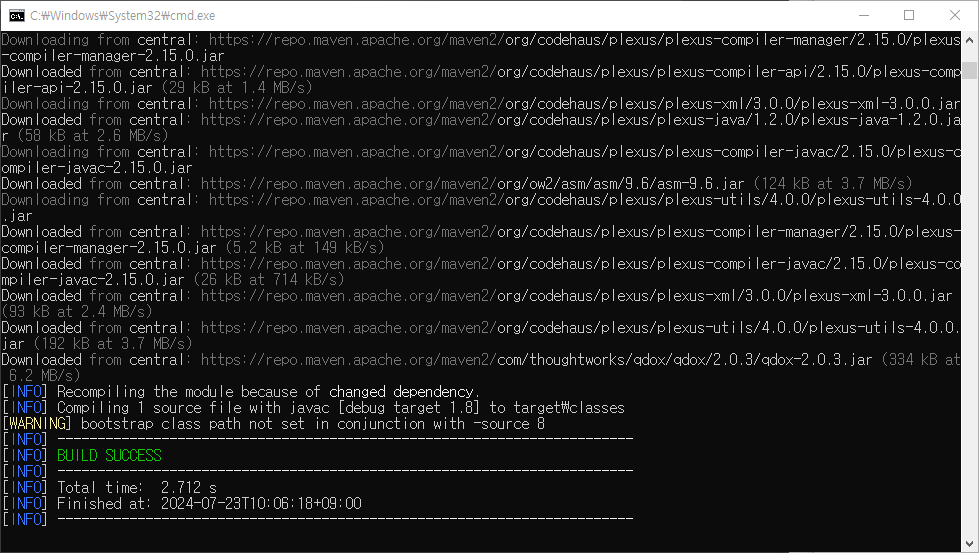 C:₩Windows₩System32₩cmd.exe
Downloading from central: https://repo.maven.apache.org/maven2/org/codehaus/plexus/plexus-compiler-manager/2.15.0/plexus
-compiler-manager-2.15.0.jar
Downloaded from central: https://repo.maven.apache.org/maven2/org/codehaus/plexus/plexus-compiler-api/2.15.0/plexus-comp
iler-api-2.15.0.jar (29 kB at 1.4 MB/s)
Downloading from central: https://repo.maven.apache.org/maven2/org/codehaus/plexus/plexus-xml/3.0.0/plexus-xml-3.0.0.jar
Downloaded from central: https://repo.maven.apache.org/maven2/org/codehaus/plexus/plexus-java/1.2.0/plexus-java-1.2.0.ja
r (58 kB at 2.6 MB/s)
Downloading from central: https://repo.maven.apache.org/maven2/org/codehaus/plexus/plexus-compiler-javac/2.15.0/plexus-c
ompiler-javac-2.15.0.jar
Downloaded from central: https://repo.maven.apache.org/maven2/org/ow2/asm/asm/9.6/asm-9.6.jar (124 kB at 3.7 MB/s)
Downloading from central: https://repo.maven.apache.org/maven2/org/codehaus/plexus/plexus-utils/4.0.0/plexus-utils-4.0.0
.jar
Downloaded from central: https://repo.maven.apache.org/maven2/org/codehaus/plexus/plexus-compiler-manager/2.15.0/plexus-
compiler-manager-2.15.0.jar (5.2 kB at 149 kB/s)
Downloaded from central: https://repo.maven.apache.org/maven2/org/codehaus/plexus/plexus-compiler-javac/2.15.0/plexus-co
mpiler-javac-2.15.0.jar (26 kB at 714 kB/s)
Downloaded from central: https://repo.maven.apache.org/maven2/org/codehaus/plexus/plexus-xml/3.0.0/plexus-xml-3.0.0.jar
(93 kB at 2.4 MB/s)
Downloaded from central: https://repo.maven.apache.org/maven2/org/codehaus/plexus/plexus-utils/4.0.0/plexus-utils-4.0.0.
jar (192 kB at 3.7 MB/s)
Downloaded from central: https://repo.maven.apache.org/maven2/com/thoughtworks/qdox/qdox/2.0.3/qdox-2.0.3.jar (334 kB at
6.2 MB/s)
[INFO] Recompiling the module because of changed dependency.
[INFO] Compiling 1 source file with javac [debug target 1.8] to target₩classes
[WARNING] bootstrap class path not set in conjunction with -source 8
[INFO] ------------------------------------------------------------------------
[INFO] BUILD SUCCESS
[INFO] ------------------------------------------------------------------------
[INFO] Total time:  2.712 s
[INFO] Finished at: 2024-07-23T10:06:18+09:00
[INFO] ------------------------------------------------------------------------